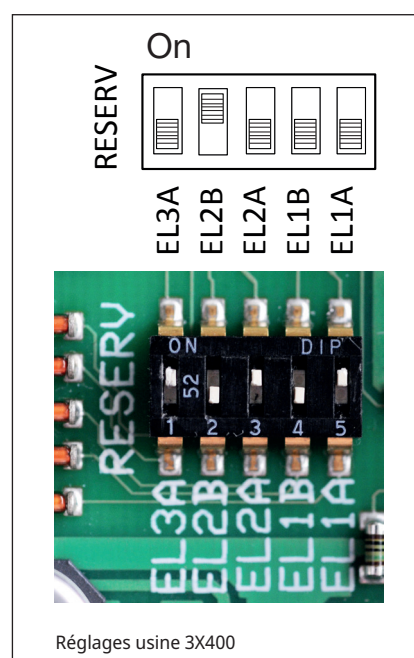 On
RESERV
EL3A
EL2B
EL2A
EL1B
EL1A
ON DIP
52
1 2 3 4 5
RESERV
EL3A
EL2B
EL2A
EL1B
EL1A
Réglages usine 3X400